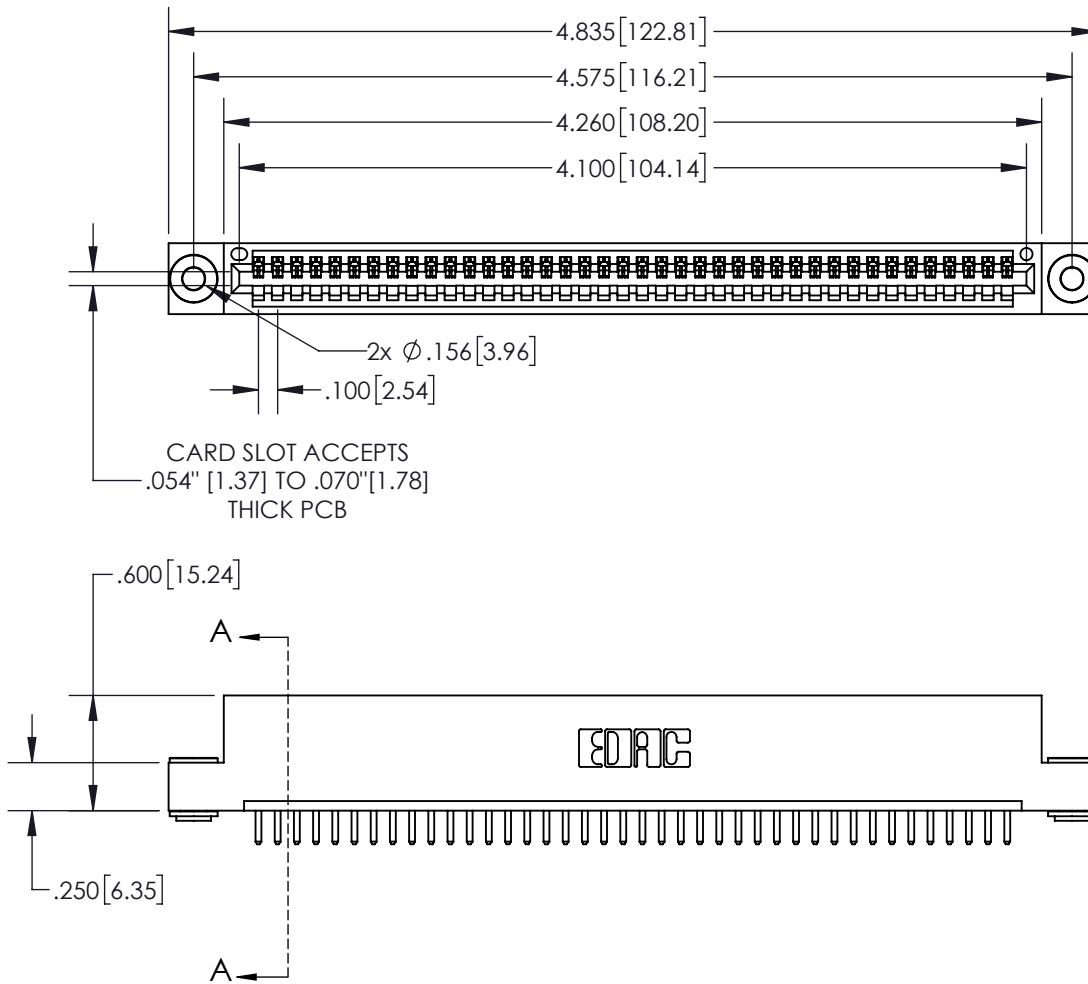 4.835[122.81]
4.575[116.21]
4.260[108.20]
4.100[104.14]
2x ∅ .156[3.96]
.100[2.54]
CARD SLOT ACCEPTS
.054" [1.37] TO .070"[1.78]
THICK PCB
.600[15.24]
A
EDAC
.250[6.35]
A